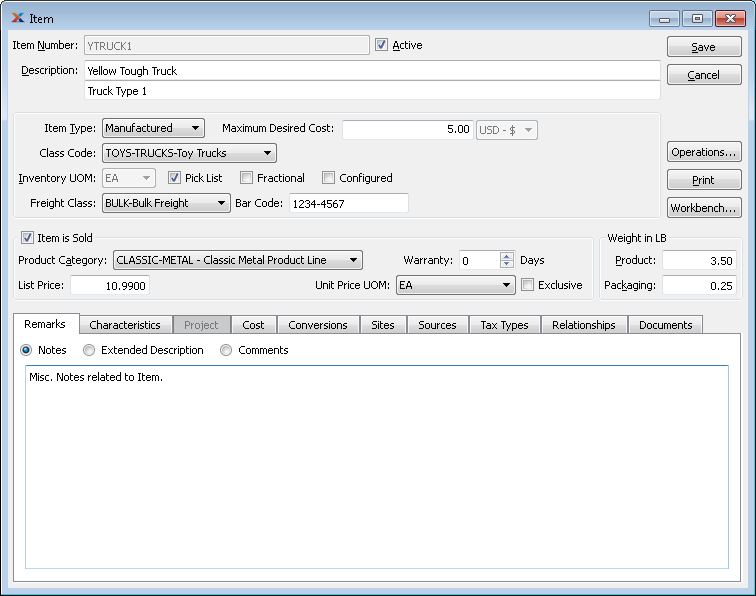 Item
Item Number: YTRUCK1 Active Save
Description: Yellow Tough Truck Cancel
Truck Type 1
Item Type: Manufactured Maximum Desired Cost: 5.00 USD - $
Class Code: TOYS-TRUCKS-Toy Trucks Operations...
Inventory UOM: EA Pick List Fractional Configured Print
Freight Class: BULK-Bulk Freight Bar Code: 1234-4567 Workbench...
Item is Sold Weight in LB
Product Category: CLASSIC-METAL - Classic Metal Product Line Warranty: 0 Days Product: 3.50
List Price: 10.9900 Unit Price UOM: EA Exclusive Packaging: 0.25
Remarks Characteristics Project Cost Conversions Sites Sources Tax Types Relationships Documents
Notes Extended Description Comments
Misc. Notes related to Item.